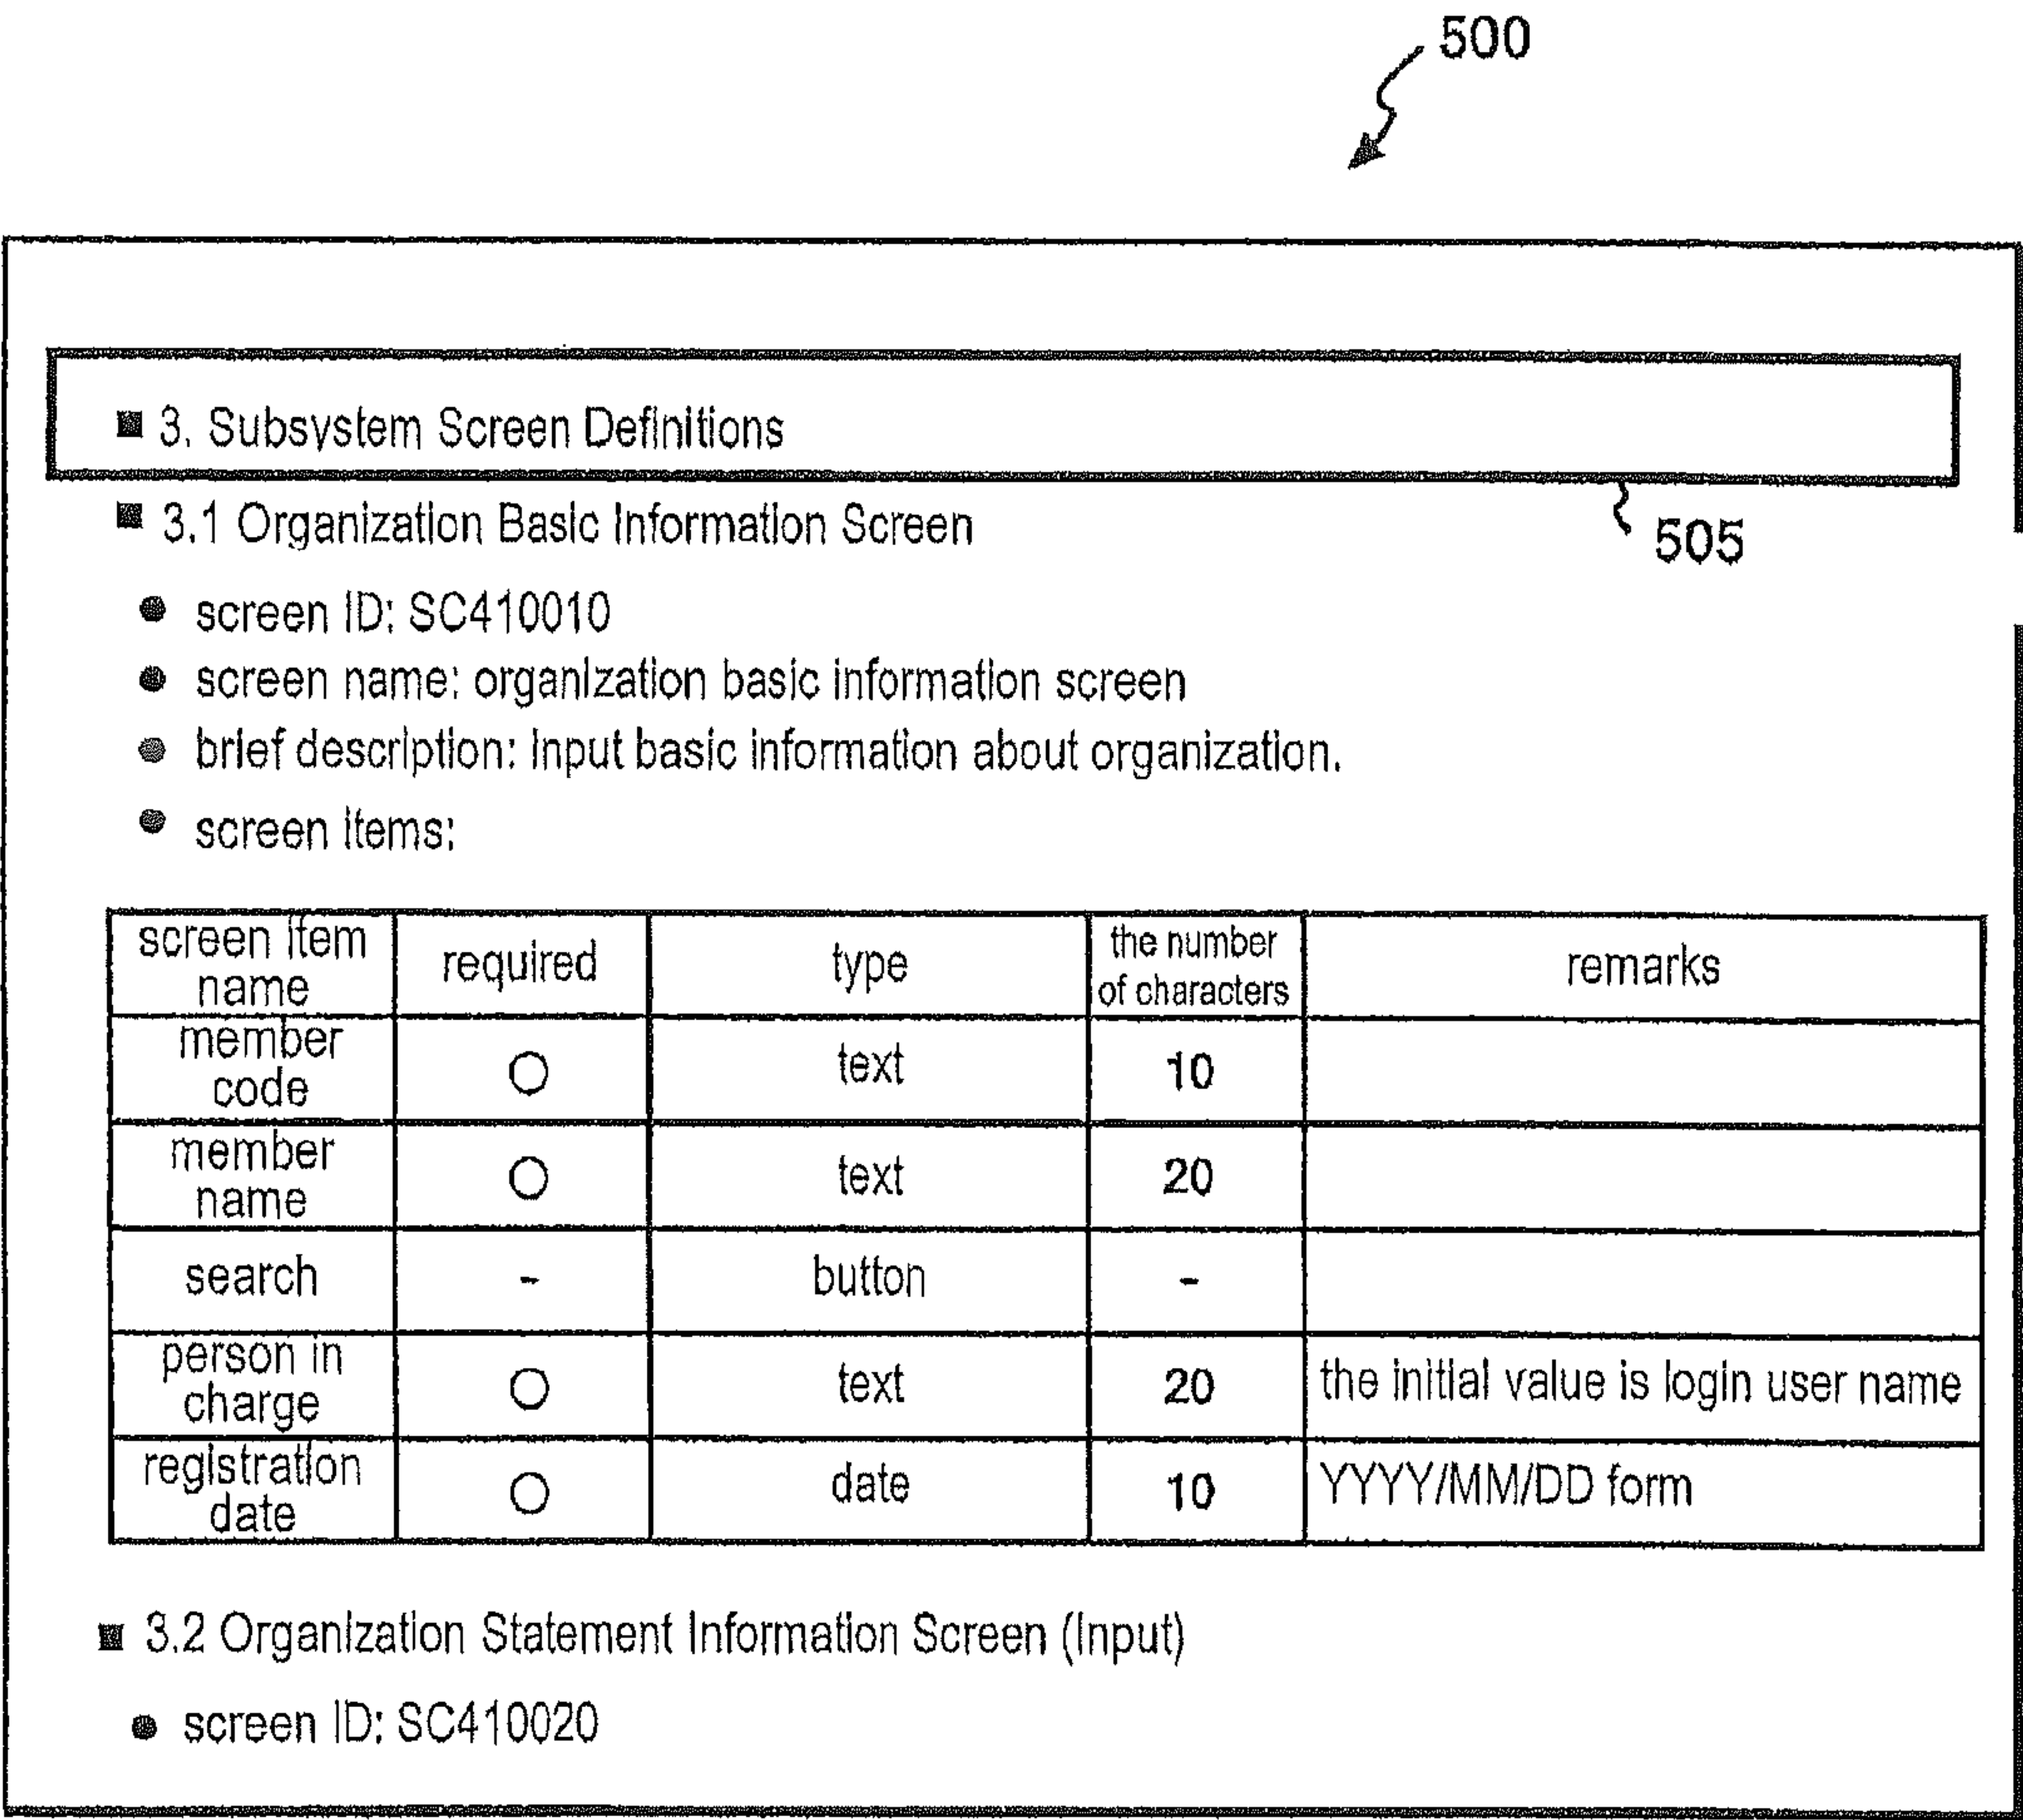 500
■ 3. Subsystem Screen Definitions
505
■ 3.1 Organization Basic Information Screen
● screen ID: SC410010
● screen name: organization basic information screen
● brief description: Input basic information about organization.
● screen items:
screen item name | required | type | the number of characters | remarks
member code | ○ | text | 10 |
member name | ○ | text | 20 |
search | - | button | - |
person in charge | ○ | text | 20 | the initial value is login user name
registration date | ○ | date | 10 | YYYY/MM/DD form
■ 3.2 Organization Statement Information Screen (Input)
● screen ID: SC410020